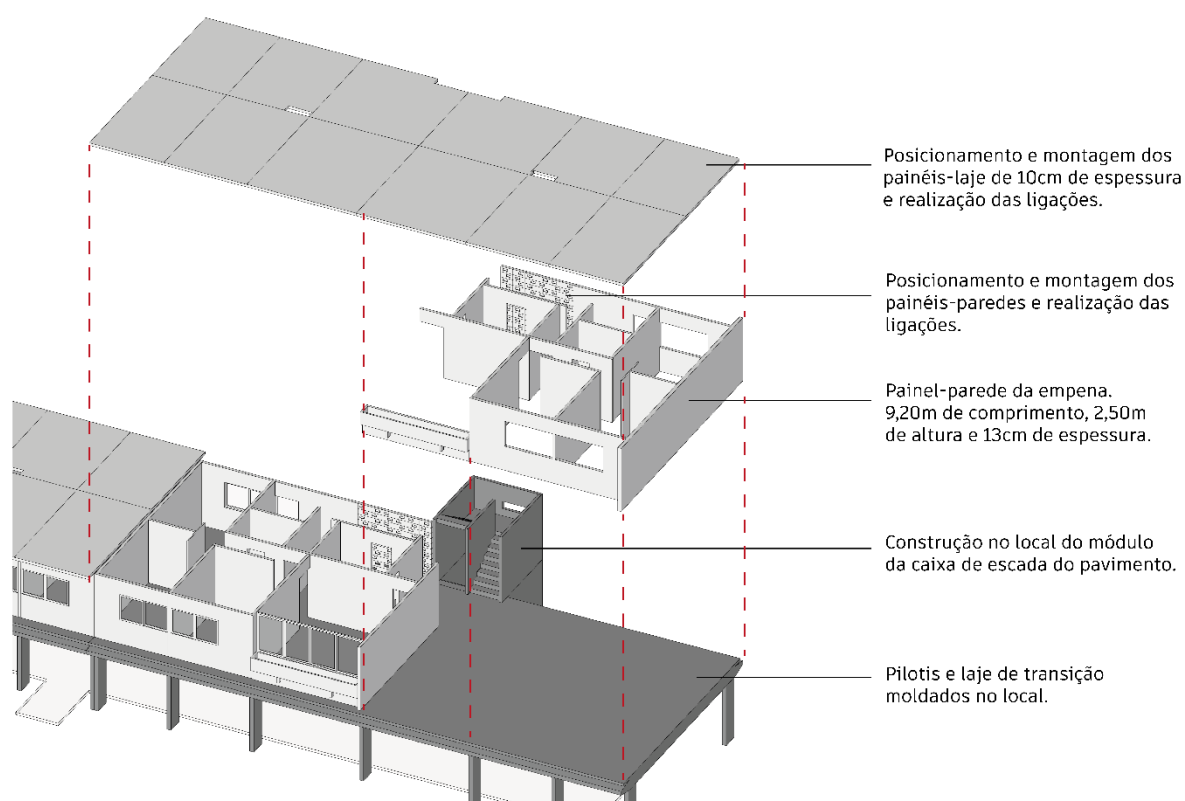 Posicionamento e montagem dos
painéis-laje de 10cm de espessura
e realização das ligações.
Posicionamento e montagem dos
painéis-paredes e realização das
ligações.
Painel-parede da empena.
9,20m de comprimento, 2,50m
de altura e 13cm de espessura.
Construção no local do módulo
da caixa de escada do pavimento.
Pilotis e laje de transição
moldados no local.